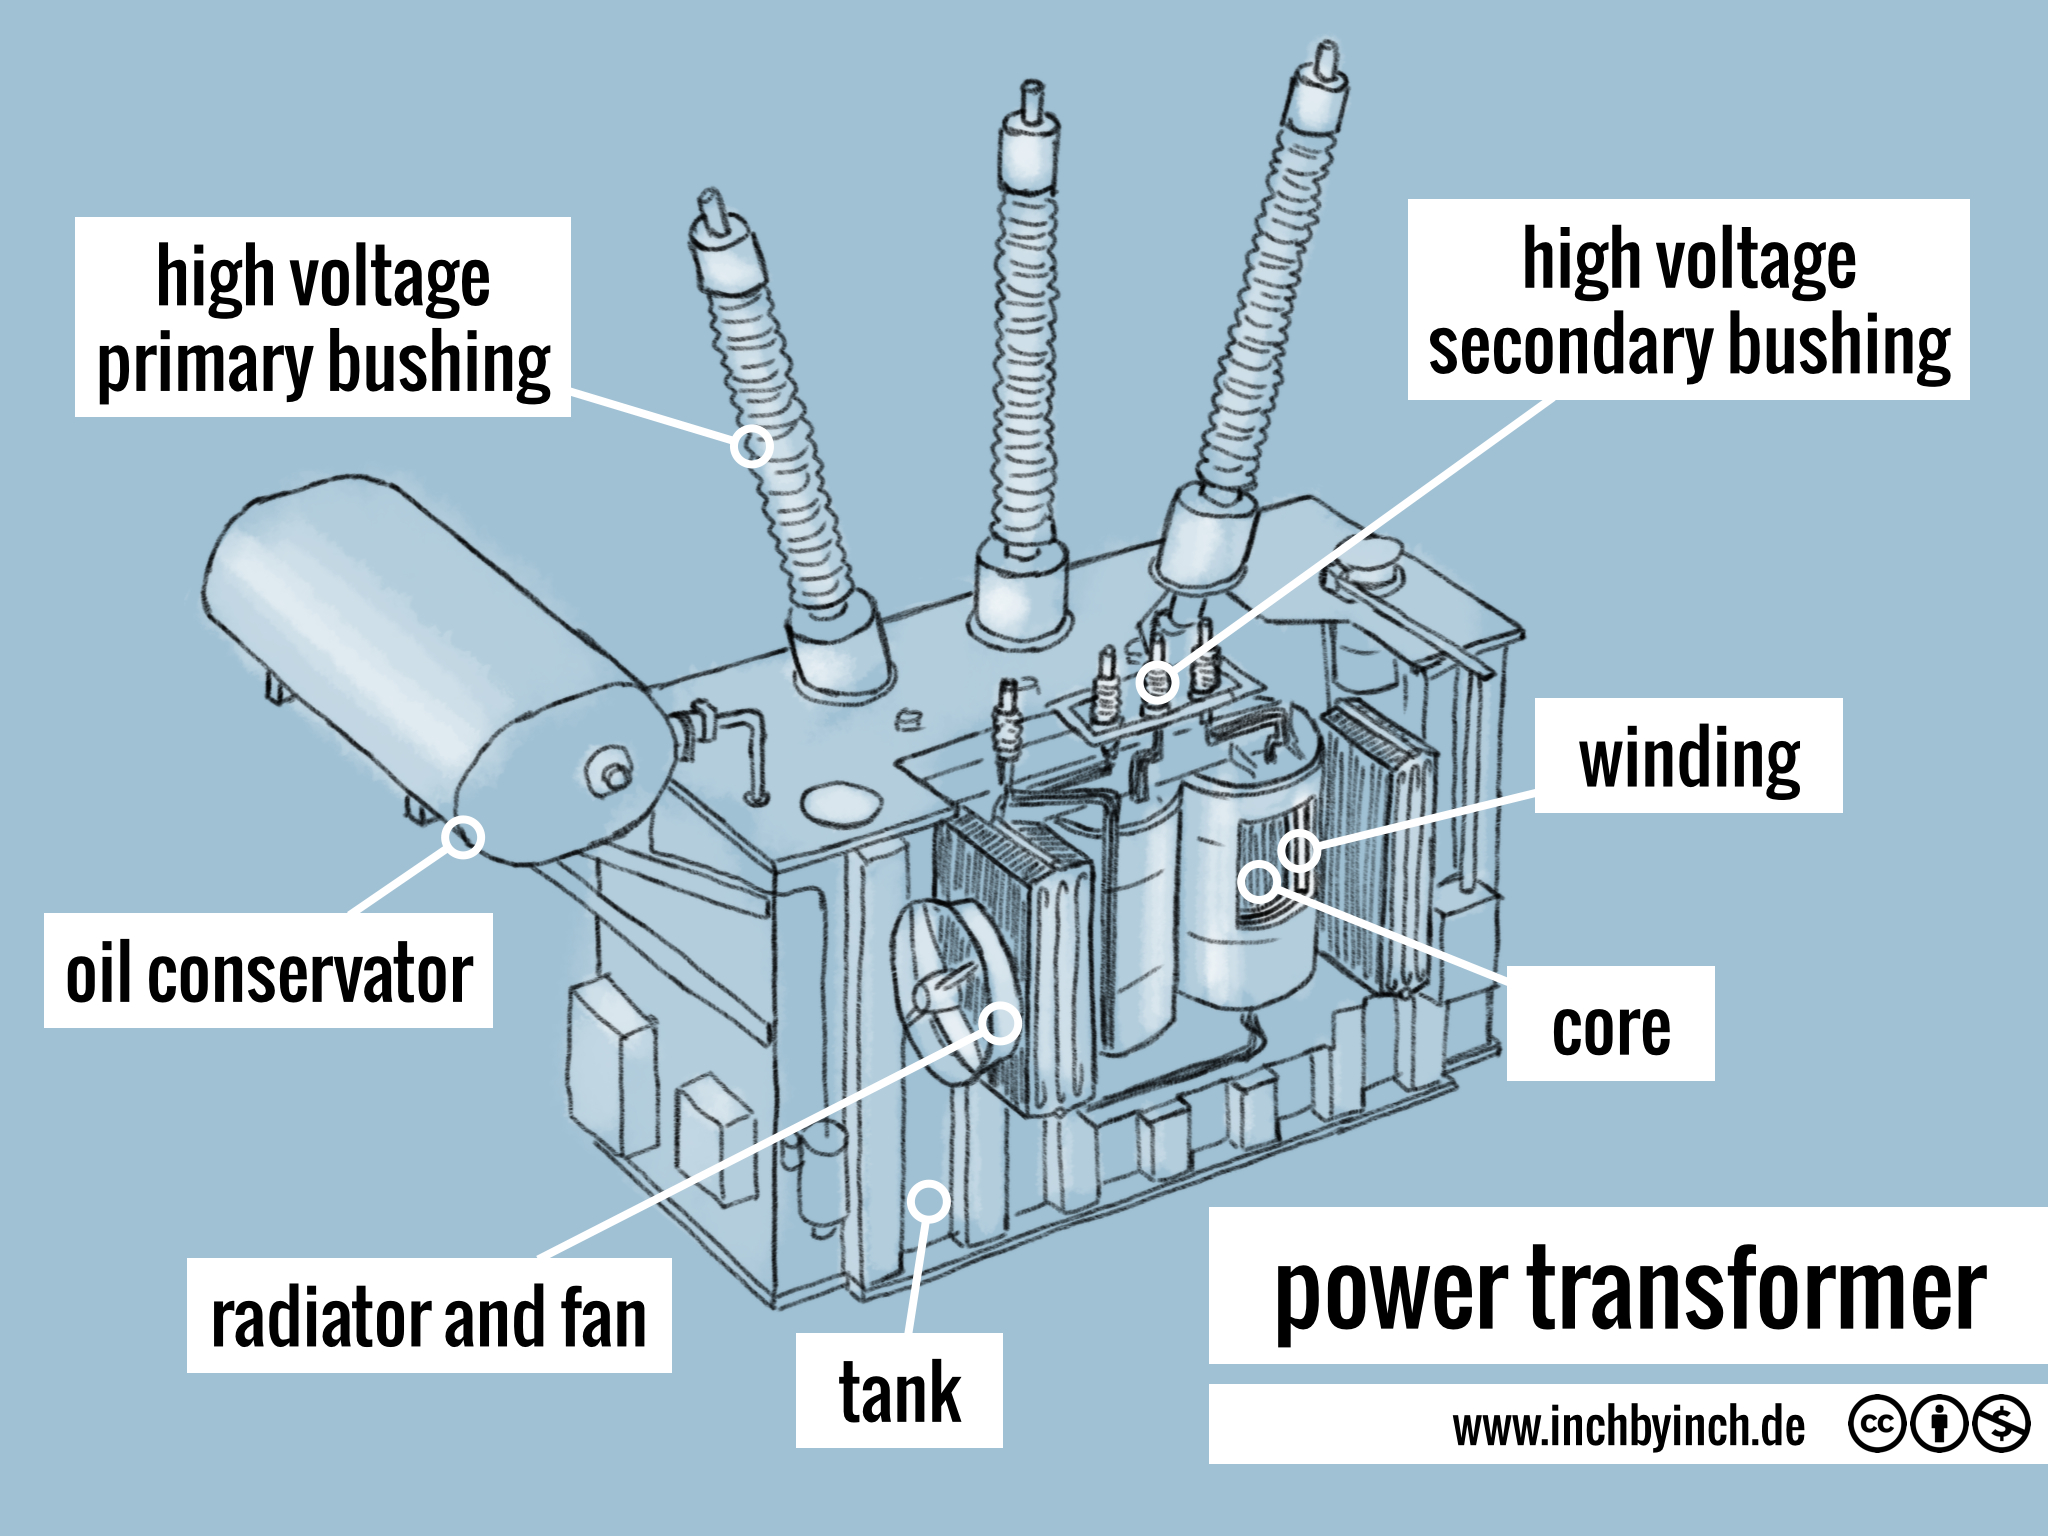 high voltage
primary bushing
high voltage
secondary bushing
winding
oil conservator
core
radiator and fan
tank
power transformer
www.inchbyinch.de
cc
$